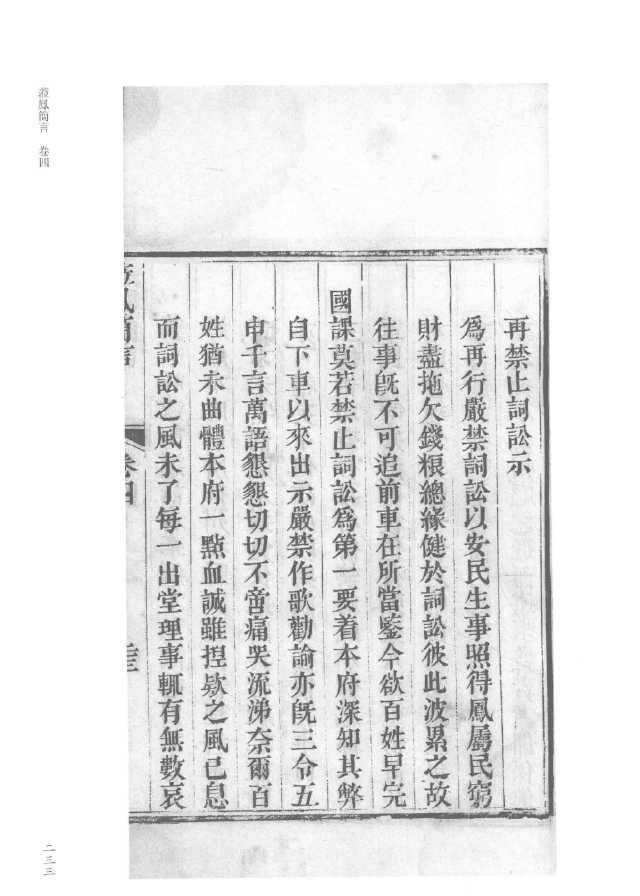 再禁止詞訟示
為再行嚴禁詞訟以安民生事照得鳳屬民窮
財盡拖欠錢粮總緣健於詞訟彼此波累之故
往事旣不可追前車在所當鑒今欲百姓早完
國課莫若禁止詞訟為第一要着本府深知其弊
自下車以來出示嚴禁作歌勸諭亦旣三令五
申千言萬語懇懇切切不啻痛哭流涕奈爾百
姓猶未曲體本府一點血誠雖揑欵之風已息
而詞訟之風未了每一出堂理事輒有無數哀
卷四
蒞鳳簡言 卷四
二三三